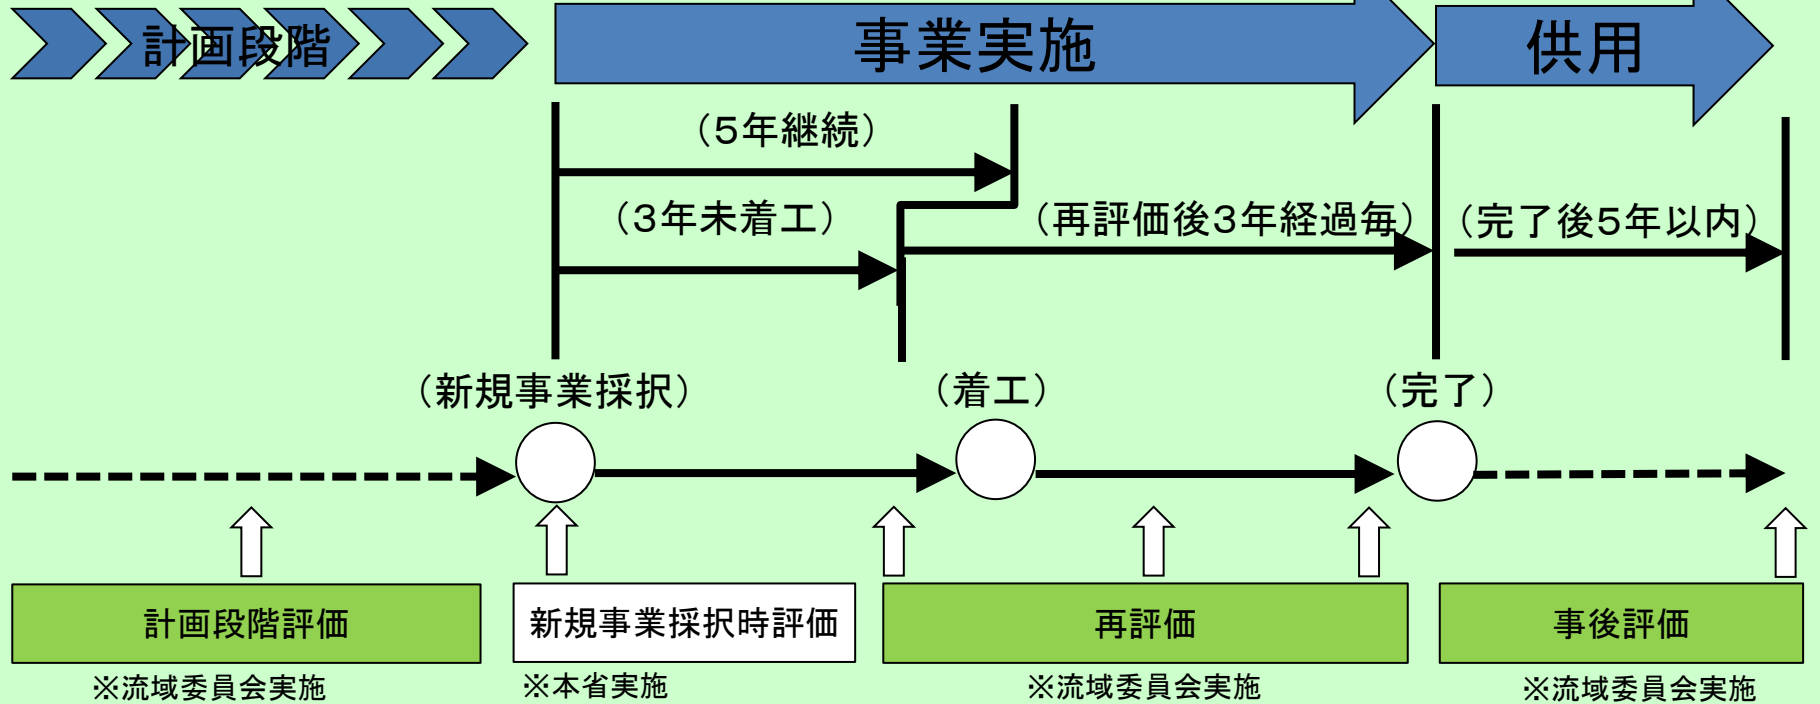 計画段階
事業実施
供用
（５年継続）
（３年未着工）
（再評価後３年経過毎）
（完了後５年以内）
（新規事業採択）
（着工）
（完了）
計画段階評価
新規事業採択時評価
再評価
事後評価
※流域委員会実施
※本省実施
※流域委員会実施
※流域委員会実施